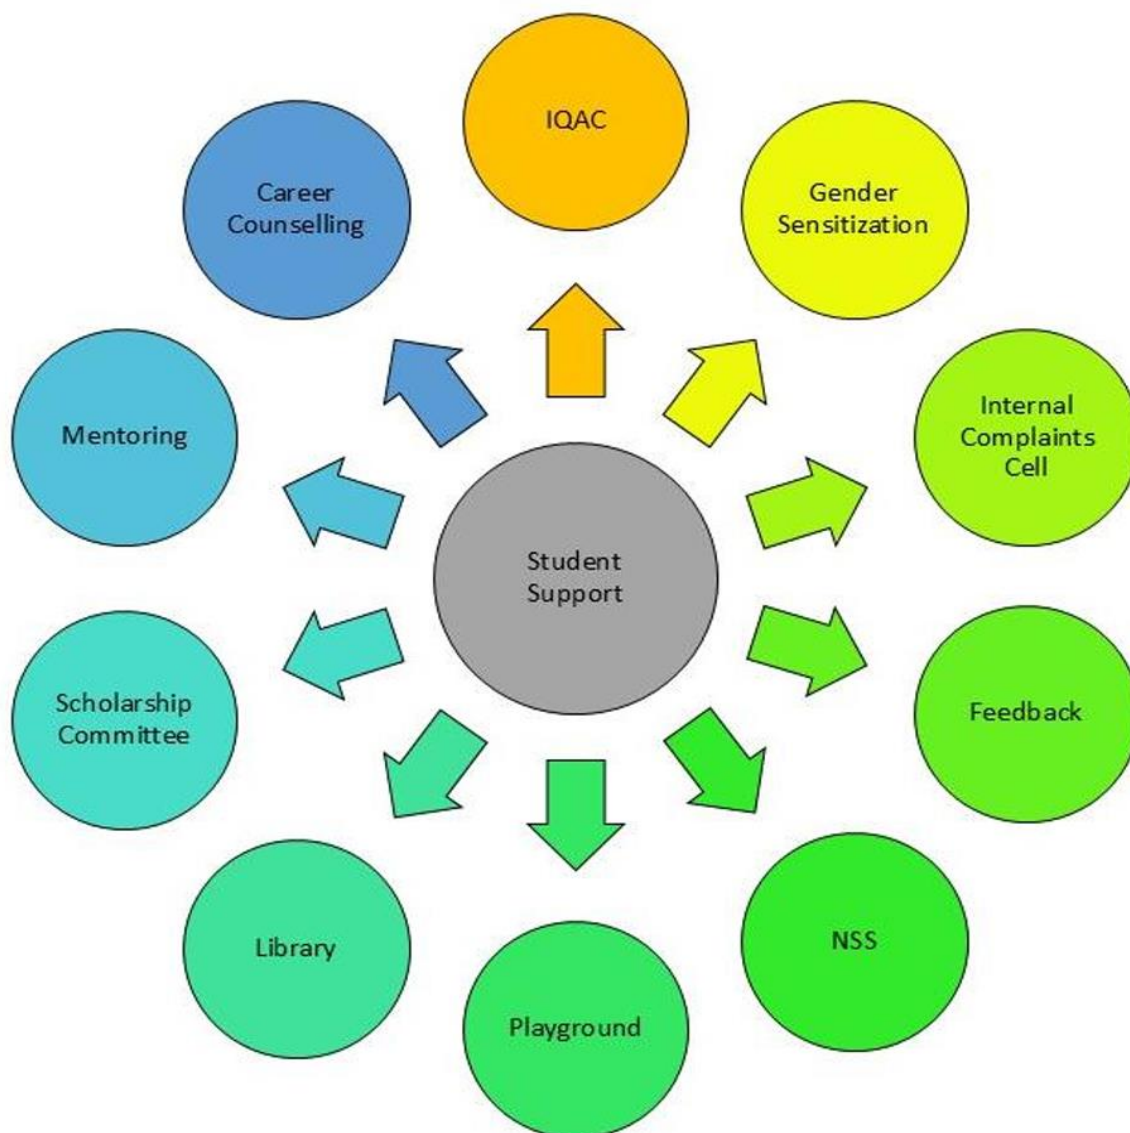 IQAC
Gender
Sensitization
Internal
Complaints
Cell
Feedback
NSS
Playground
Library
Scholarship
Committee
Mentoring
Career
Counselling
Student
Support